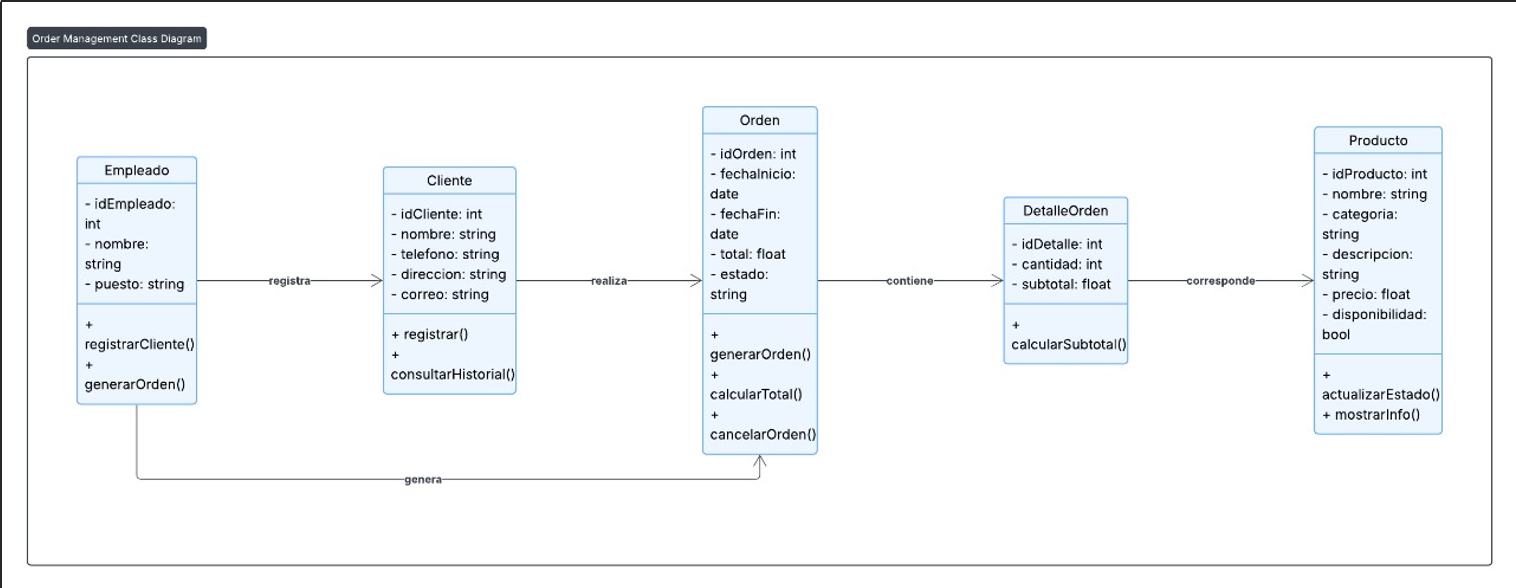 Order Management Class Diagram
Empleado
- idEmpleado:
int
- nombre:
string
- puesto: string
+
registrarCliente()
+
generarOrden()
registra
Cliente
- idCliente: int
- nombre: string
- telefono: string
- direccion: string
- correo: string
+ registrar()
+
consultarHistorial()
realiza
Orden
- idOrden: int
- fechaInicio:
date
- fechaFin:
date
- total: float
- estado:
string
+
generarOrden()
+
calcularTotal()
+
cancelarOrden()
contiene
DetalleOrden
- idDetalle: int
- cantidad: int
- subtotal: float
+
calcularSubtotal()
corresponde
Producto
- idProducto: int
- nombre: string
- categoria:
string
- descripcion:
string
- precio: float
- disponibilidad:
bool
+
actualizarEstado()
+ mostrarInfo()
genera